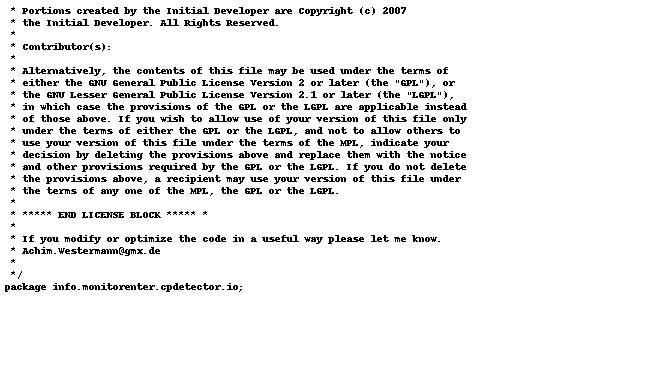 * Portions created by the Initial Developer are Copyright (c) 2007
* the Initial Developer. All Rights Reserved.
*
* Contributor(s):
*
* Alternatively, the contents of this file may be used under the terms of
* either the GNU General Public License Version 2 or later (the "GPL"), or
* the GNU Lesser General Public License Version 2.1 or later (the "LGPL"),
* in which case the provisions of the GPL or the LGPL are applicable instead
* of those above. If you wish to allow use of your version of this file only
* under the terms of either the GPL or the LGPL, and not to allow others to
* use your version of this file under the terms of the MPL, indicate your
* decision by deleting the provisions above and replace them with the notice
* and other provisions required by the GPL or the LGPL. If you do not delete
* the provisions above, a recipient may use your version of this file under
* the terms of any one of the MPL, the GPL or the LGPL.
*
* ***** END LICENSE BLOCK ***** *
*
* If you modify or optimize the code in a useful way please let me know.
* Achim.Westermann@gmx.de
*
*/
package info.monitorenter.cpdetector.io;